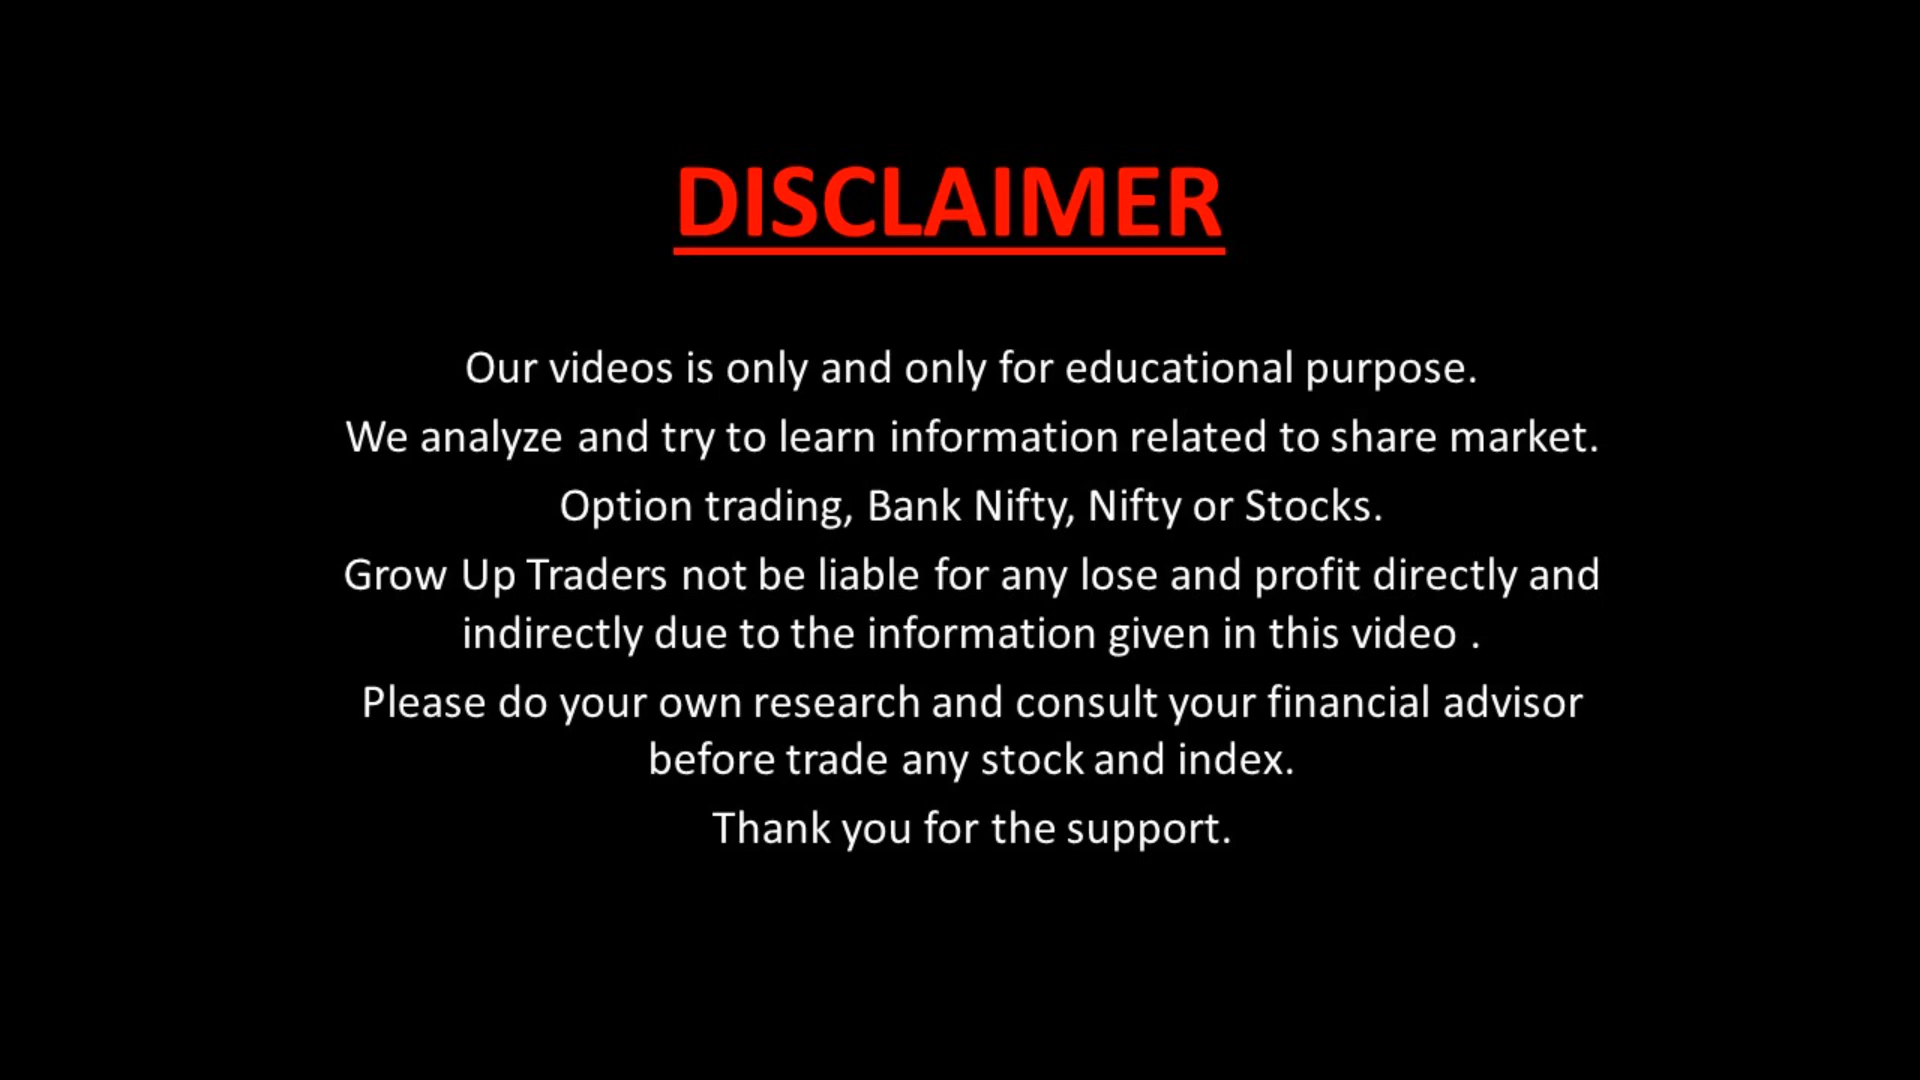 DISCLAIMER
Our videos is only and only for educational purpose.
We analyze and try to learn information related to share market.
Option trading, Bank Nifty, Nifty or Stocks.
Grow Up Traders not be liable for any lose and profit directly and
indirectly due to the information given in this video .
Please do your own research and consult your financial advisor
before trade any stock and index.
Thank you for the support.